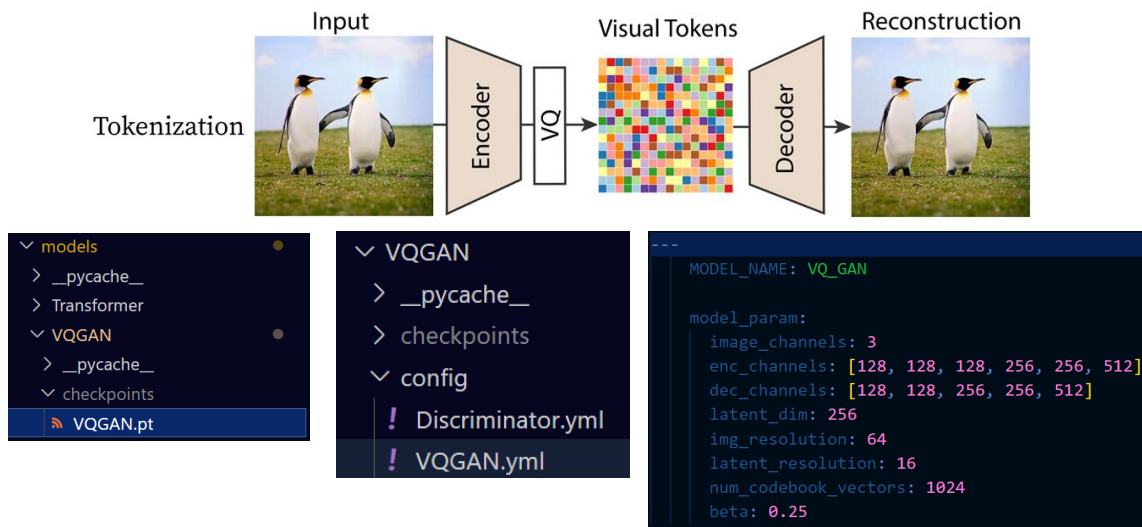 Input
Visual Tokens
Reconstruction
Tokenization
Encoder
VQ
Decoder
models
__pycache__
Transformer
VQGAN
__pycache__
checkpoints
VQGAN.pt
VQGAN
__pycache__
checkpoints
config
! Discriminator.yml
! VQGAN.yml
---
MODEL_NAME: VQ_GAN
model_param:
image_channels: 3
enc_channels: [128, 128, 128, 256, 256, 512]
dec_channels: [128, 128, 256, 256, 512]
latent_dim: 256
img_resolution: 64
latent_resolution: 16
num_codebook_vectors: 1024
beta: 0.25